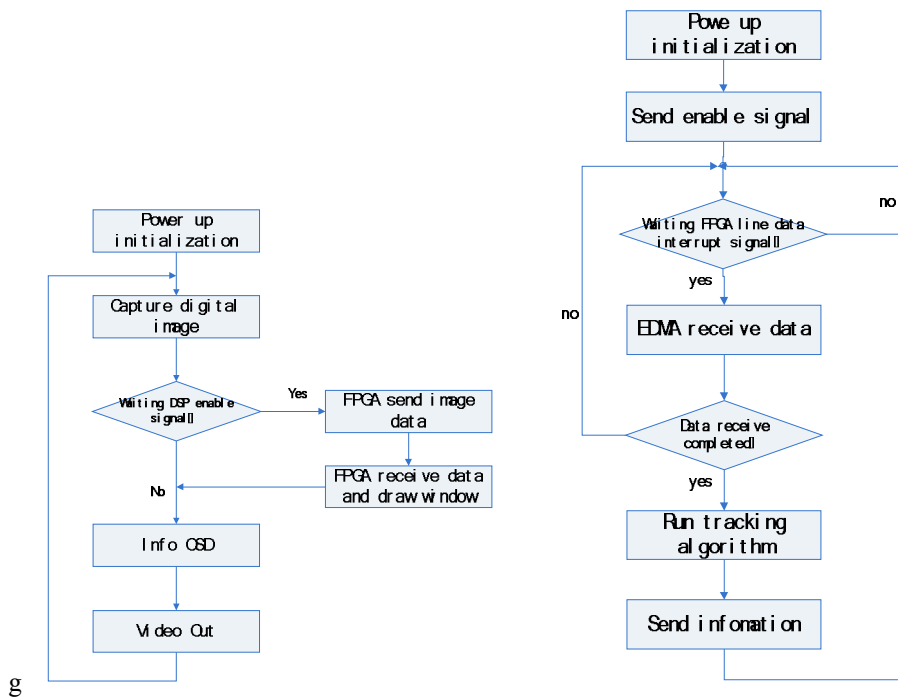 Power up
initialization
Capture digital
image
Waiting DSP enable
signal[]
Yes
FPGA send image
data
FPGA receive data
and draw window
No
Info OSD
Video Out
g
Powe up
initialization
Send enable signal
no
Waiting FPGA line data
interrupt signal[]
yes
no
EDMA receive data
Data receive
completed[]
yes
Run tracking
algorithm
Send infomation